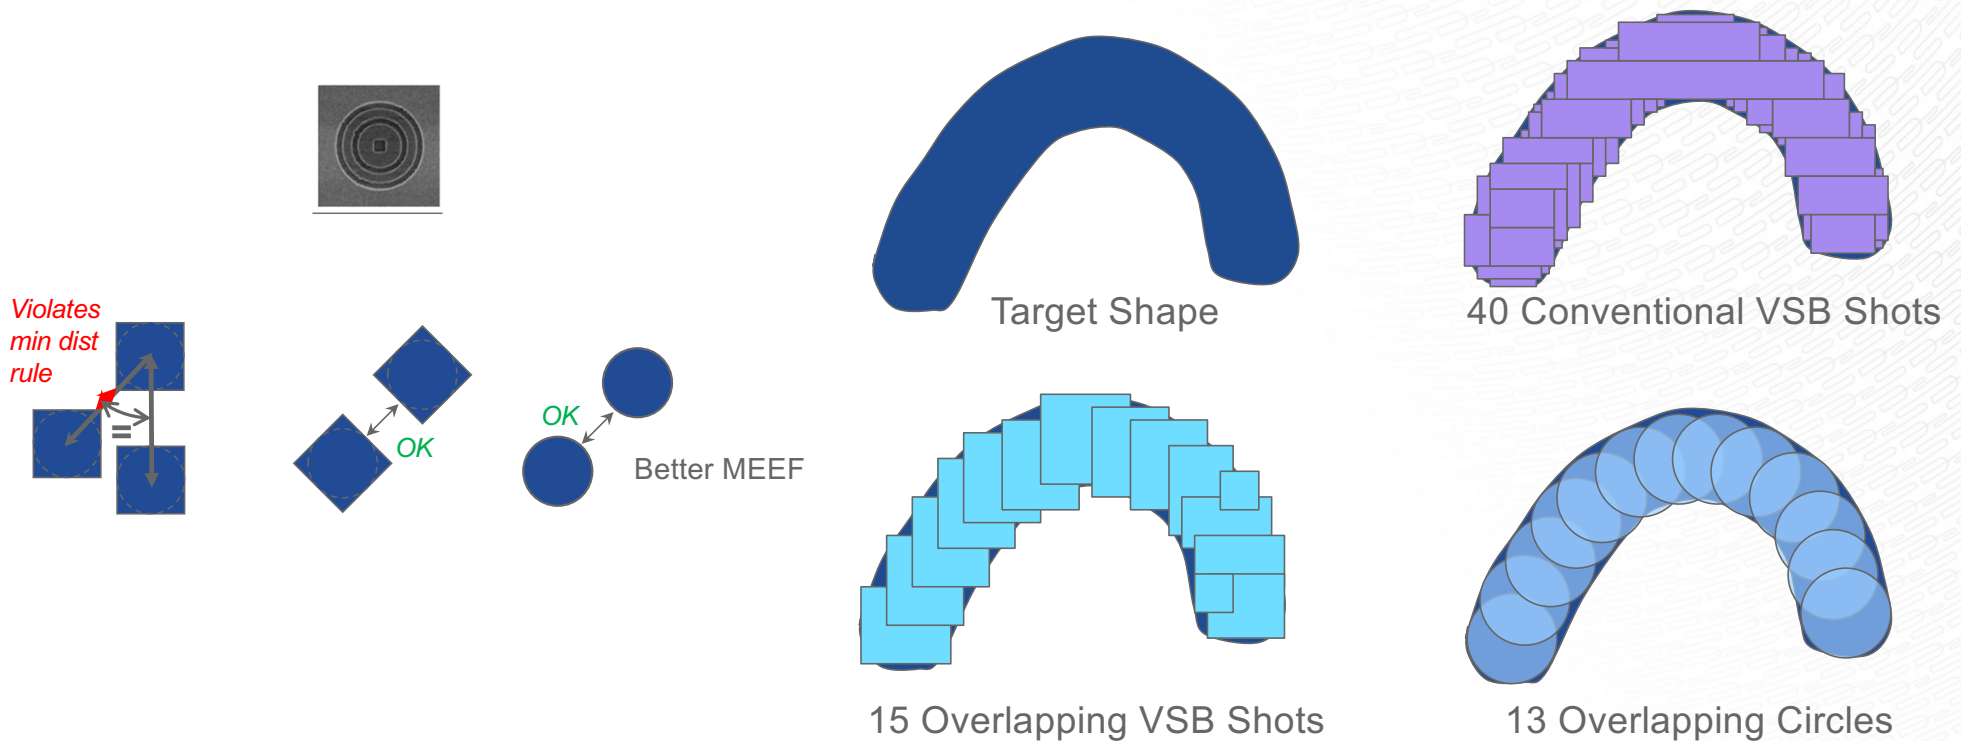 Violates
min dist
rule
=
OK
OK
Better MEEF
Target Shape
40 Conventional VSB Shots
15 Overlapping VSB Shots
13 Overlapping Circles